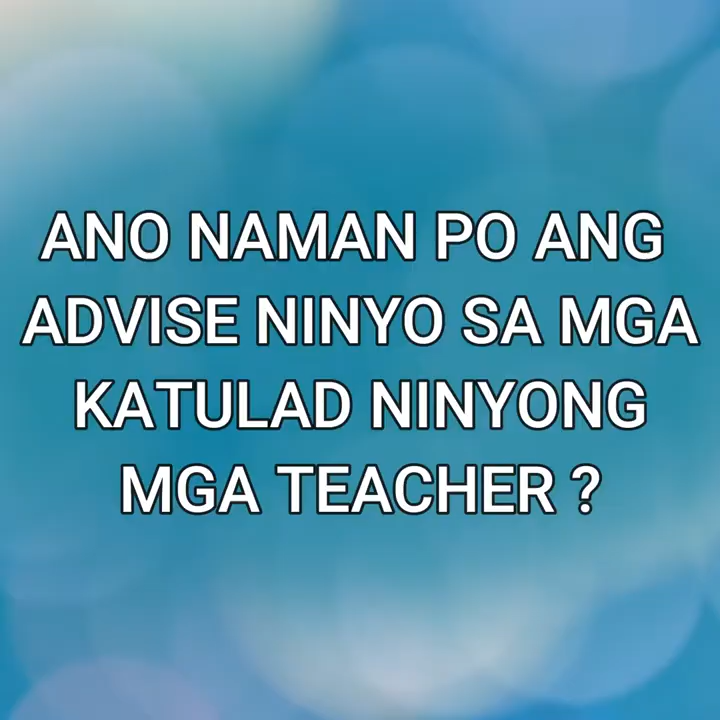 ANO NAMAN PO ANG
ADVISE NINYO SA MGA
KATULAD NINYONG
MGA TEACHER ?